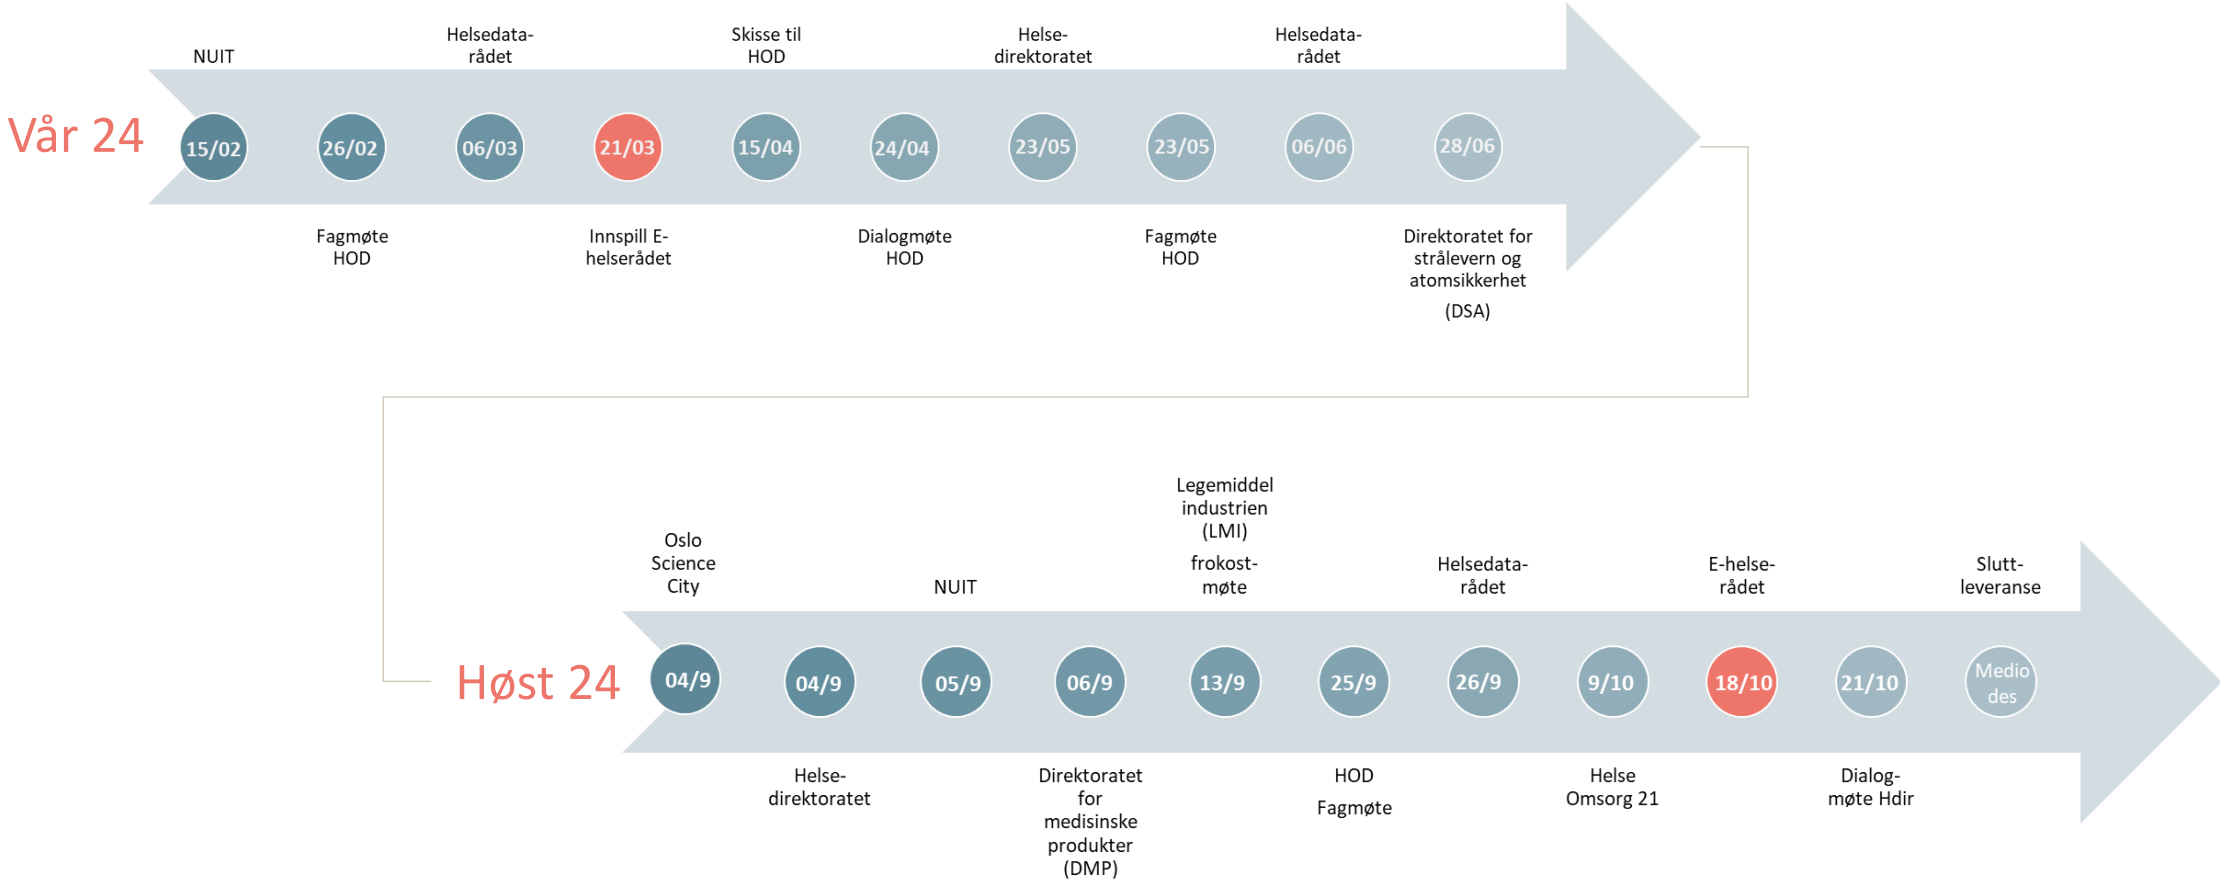 NUIT
Helsedata-
rådet
Skisse til
HOD
Helse-
direktoratet
Helsedata-
rådet
Vår 24
15/02
26/02
06/03
21/03
15/04
24/04
23/05
23/05
06/06
28/06
Fagmøte
HOD
Innspill E-
helserådet
Dialogmøte
HOD
Fagmøte
HOD
Direktoratet for
strålevern og
atomsikkerhet
(DSA)
Oslo
Science
City
NUIT
Legemiddel
industrien
(LMI)
frokost-
møte
Helsedata-
rådet
E-helse-
rådet
Slutt-
leveranse
Høst 24
04/9
04/9
05/9
06/9
13/9
25/9
26/9
9/10
18/10
21/10
Medio
des
Helse-
direktoratet
Direktoratet
for
medisinske
produkter
(DMP)
HOD
Fagmøte
Helse
Omsorg 21
Dialog-
møte Hdir